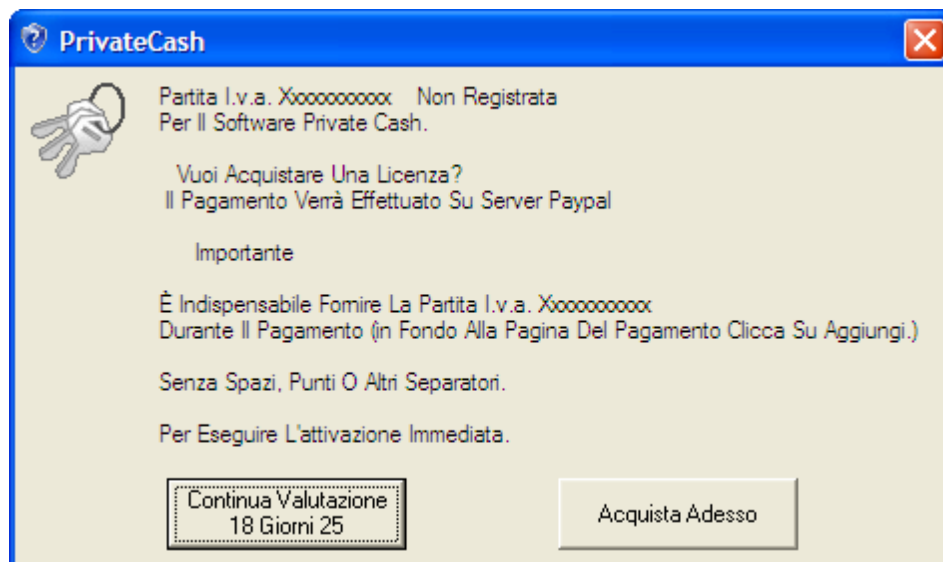 PrivateCash
Partita I.v.a. Xxxxxxxxxxx Non Registrata
Per Il Software Private Cash.
Vuoi Acquistare Una Licenza?
Il Pagamento Verrà Effettuato Su Server Paypal
Importante
È Indispensabile Fornire La Partita I.v.a. Xxxxxxxxxxx
Durante Il Pagamento (in Fondo Alla Pagina Del Pagamento Clicca Su Aggiungi.)
Senza Spazi, Punti O Altri Separatori.
Per Eseguire L'attivazione Immediata.
Continua Valutazione
18 Giorni 25
Acquista Adesso